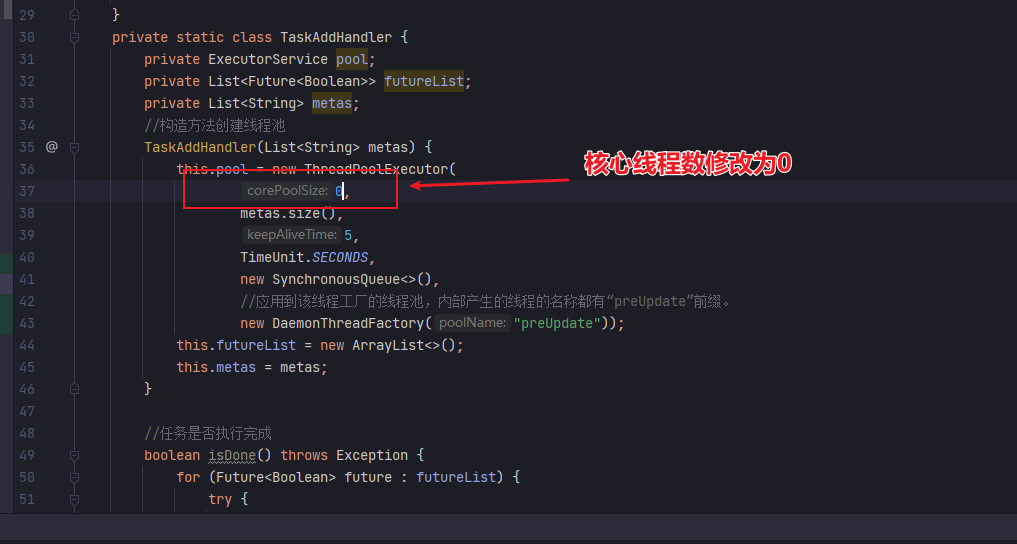 29 }
30 private static class TaskAddHandler {
31 private ExecutorService pool;
32 private List<Future<Boolean>> futureList;
33 private List<String> metas;
34 //构造方法创建线程池
35 @ TaskAddHandler(List<String> metas) {
36 this.pool = new ThreadPoolExecutor(
核心线程数修改为0
37 corePoolSize: 0,
38 metas.size(),
39 keepAliveTime: 5,
40 TimeUnit.SECONDS,
41 new SynchronousQueue<>(),
42 //应用到该线程工厂的线程池，内部产生的线程的名称都有“preUpdate”前缀。
43 new DaemonThreadFactory( poolName: "preUpdate"));
44 this.futureList = new ArrayList<>();
45 this.metas = metas;
46 }
47
48 //任务是否执行完成
49 boolean isDone() throws Exception {
50 for (Future<Boolean> future : futureList) {
51 try {